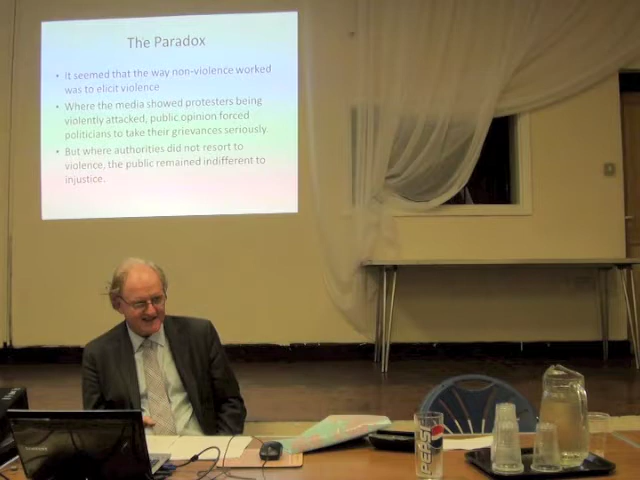 The Paradox
• It seemed that the way non-violence worked
was to elicit violence
• Where the media showed protesters being
violently attacked, public opinion forced
politicians to take their grievances seriously
• But where authorities did not resort to
violence, the public remained indifferent to
injustice.
PEPSI